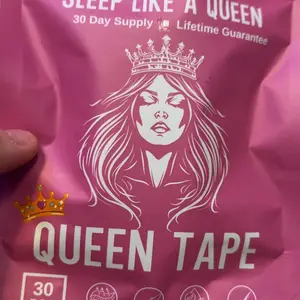 SLEEP LIKE A QUEEN
30 Day Supply Lifetime Guarantee
QUEEN TAPE
30